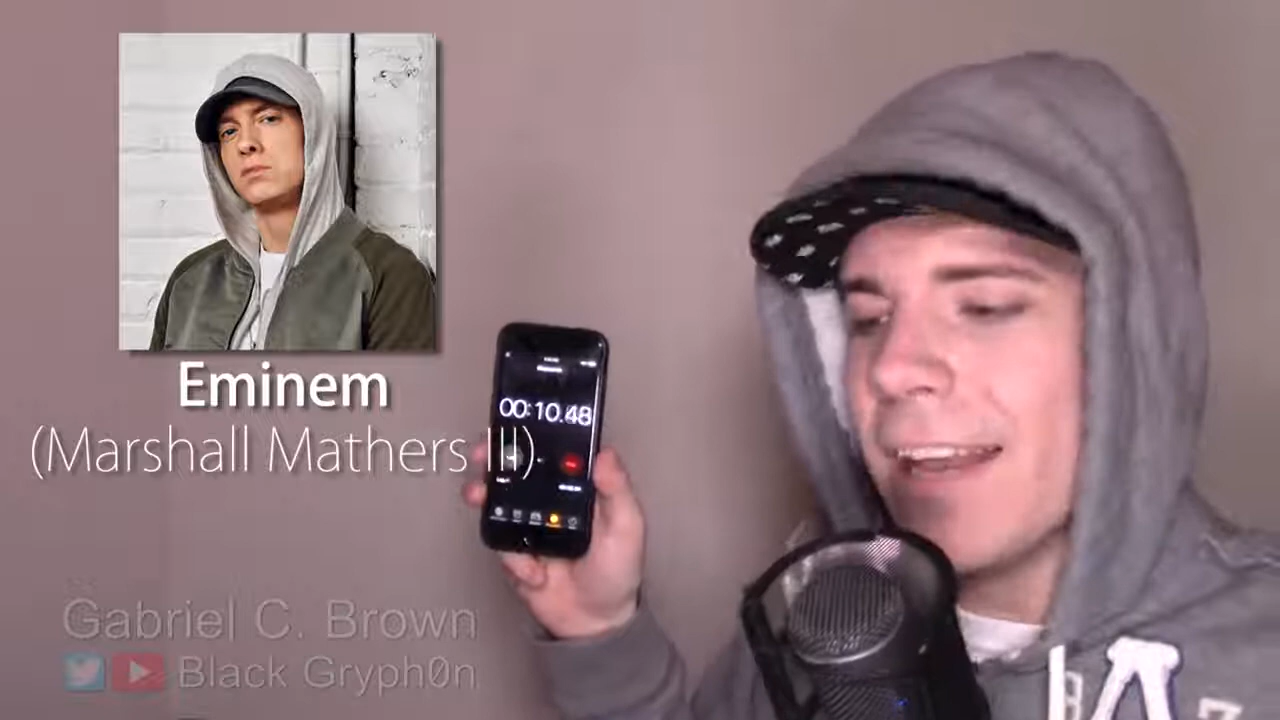 Eminem
(Marshall Mathers III)
00:10.48
Gabriel C. Brown
Black Gryph0n